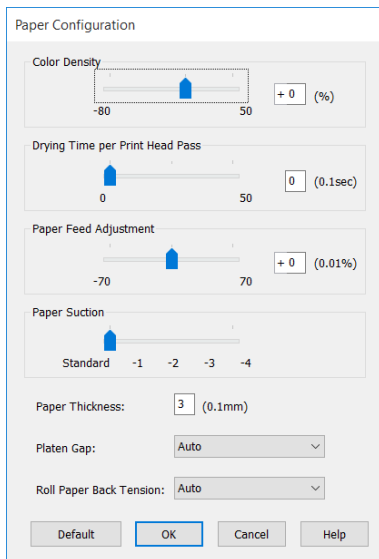 Paper Configuration
Color Density
+ 0 (%)
-80 50
Drying Time per Print Head Pass
0 (0.1sec)
0 50
Paper Feed Adjustment
+ 0 (0.01%)
-70 70
Paper Suction
Standard -1 -2 -3 -4
Paper Thickness: 3 (0.1mm)
Platen Gap: Auto
Roll Paper Back Tension: Auto
Default OK Cancel Help